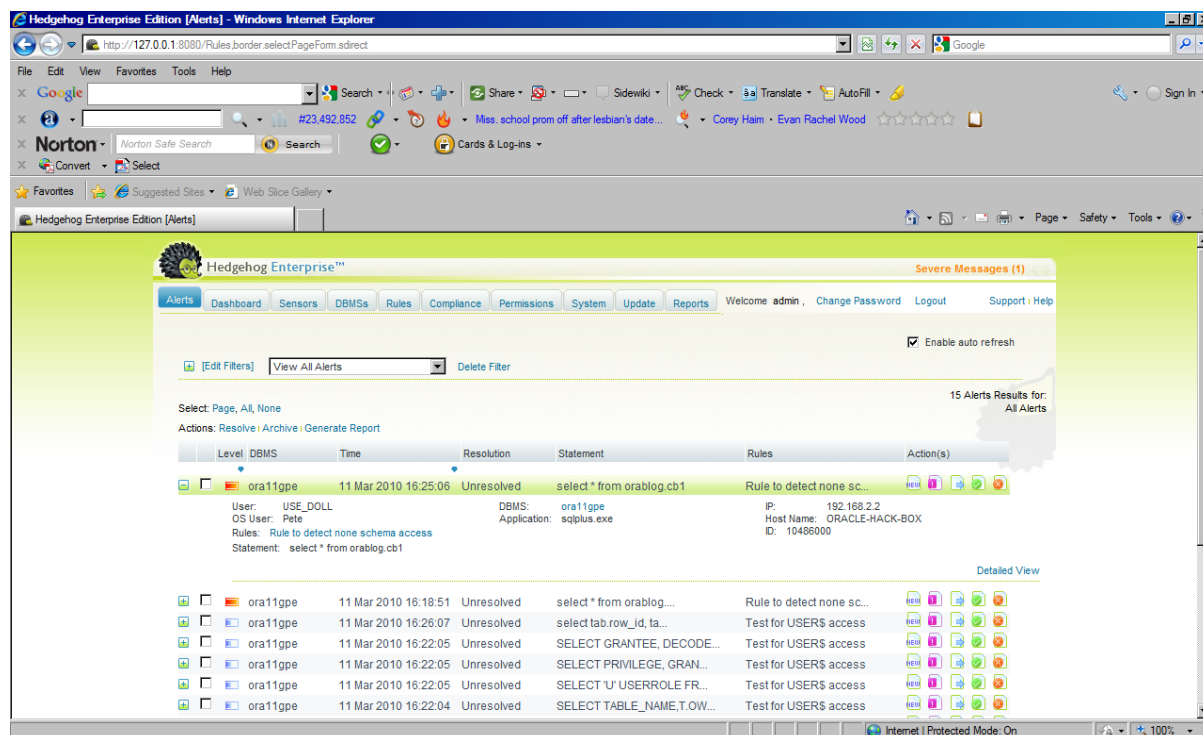 Hedgehog Enterprise Edition [Alerts] - Windows Internet Explorer
http://127.0.0.1:8080/Rules,border.selectPageForm.sdirect
Google
File Edit View Favorites Tools Help
Google Search Share Sidewiki ABC Check Translate AutoFill Sign In
#23,492,852 Miss. school prom off after lesbian's date... Corey Haim • Evan Rachel Wood
Norton Norton Safe Search Search Cards & Log-ins
Convert Select
Favorites Suggested Sites Web Slice Gallery
Hedgehog Enterprise Edition [Alerts] Page Safety Tools
Hedgehog Enterprise™ Severe Messages (1)
Alerts Dashboard Sensors DBMSs Rules Compliance Permissions System Update Reports Welcome admin , Change Password Logout Support Help
Enable auto refresh
[Edit Filters] View All Alerts Delete Filter
15 Alerts Results for:
All Alerts
Select: Page, All, None
Actions: Resolve Archive Generate Report
Level DBMS Time Resolution Statement Rules Action(s)
ora11gpe 11 Mar 2010 16:25:06 Unresolved select * from orablog.cb1 Rule to detect none sc... NEW
User: USE_DOLL DBMS: ora11gpe IP: 192.168.2.2
OS User: Pete Application: sqlplus.exe Host Name: ORACLE-HACK-BOX
Rules: Rule to detect none schema access ID: 10486000
Statement: select * from orablog.cb1
Detailed View
ora11gpe 11 Mar 2010 16:18:51 Unresolved select * from orablog.... Rule to detect none sc... NEW
ora11gpe 11 Mar 2010 16:26:07 Unresolved select tab.row_id, ta... Test for USER$ access NEW
ora11gpe 11 Mar 2010 16:22:05 Unresolved SELECT GRANTEE, DECODE... Test for USER$ access NEW
ora11gpe 11 Mar 2010 16:22:05 Unresolved SELECT PRIVILEGE, GRAN... Test for USER$ access NEW
ora11gpe 11 Mar 2010 16:22:05 Unresolved SELECT 'U' USERROLE FR... Test for USER$ access NEW
ora11gpe 11 Mar 2010 16:22:04 Unresolved SELECT TABLE_NAME,T.OW... Test for USER$ access NEW
Internet | Protected Mode: On 100%